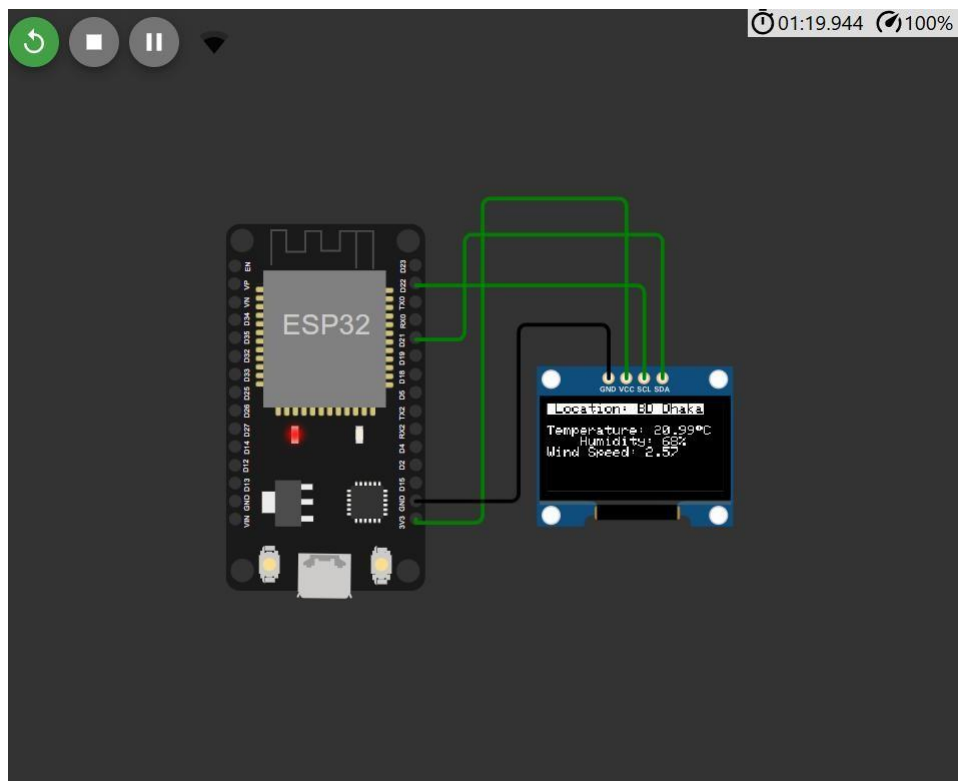 01:19.944 100%
ESP32
EN
VP
VN
D34
D35
D32
D33
D25
D26
D27
D14
D12
D13
GND
VIN
D23
D22
TX0
RX0
D21
D19
D18
D5
TX2
RX2
D4
D2
D15
GND
3V3
GND VCC SCL SDA
Location: BD Dhaka
Temperature: 20.99°C
Humidity: 68%
Wind Speed: 2.57